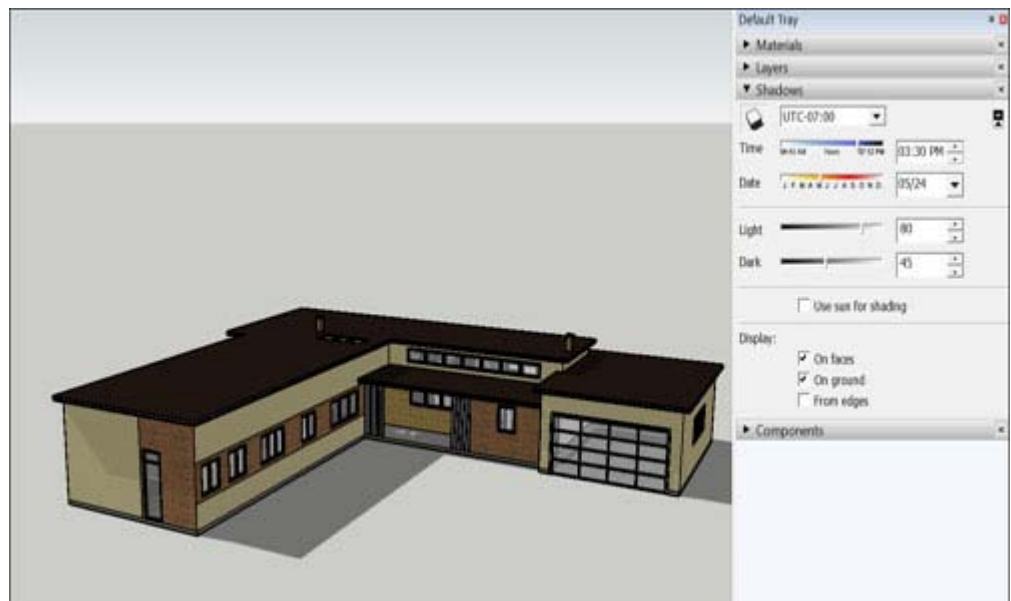 Default Tray
Materials
Layers
Shadows
UTC-07:00
Time
Noon
03:30 PM
Date
J F M A M J J A S O N D
05/24
Light
80
Dark
45
Use sun for shading
Display:
On faces
On ground
From edges
Components